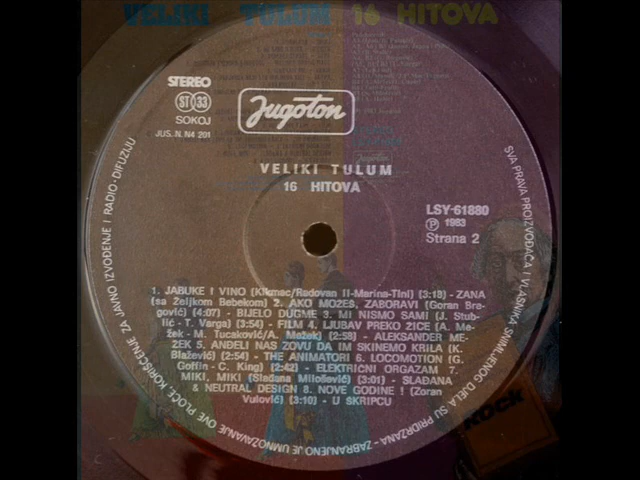 VELIKI TULUM 16 HITOVA
STEREO
ST 33
SOKOJ
JUS. N. N4 201
Jugoton
VELIKI TULUM
16 HITOVA
LSY-61880
℗ 1983
Strana 2
1. JABUKE I VINO (Kikmac/Radovan II-Marina-Tini) (3:18) - ZANA
(sa Željkom Bebekom) 2. AKO MOŽEŠ, ZABORAVI (Goran Bre-
gović) (4:07) - BIJELO DUGME 3. MI NISMO SAMI (J. Stub-
lić - T. Varga) (3:54) - FILM 4. LJUBAV PREKO ŽICE (A. Me-
žek - M. Tucaković/A. Mežek) (2:58) - ALEKSANDER ME-
ŽEK 5. ANĐELI NAS ZOVU DA IM SKINEMO KRILA (K.
Blažević) (2:54) - THE ANIMATORI 6. LOCOMOTION (G.
Goffin - C. King) (2:42) - ELEKTRIČNI ORGAZAM 7.
MIKI, MIKI (Slađana Milošević) (3:01) - SLAĐANA
& NEUTRAL DESIGN 8. NOVE GODINE ! (Zoran
Vulović) (3:10) - U ŠKRIPCU
SVA PRAVA PROIZVOĐAČA I VLASNIKA SNIMLJENOG DJELA SU PRIDRŽANA - ZABRANJENO JE UMNOŽAVANJE OVE PLOČE, KORIŠĆENJE ZA JAVNO IZVOĐENJE I RADIO-DIFUZIJU
ROCK